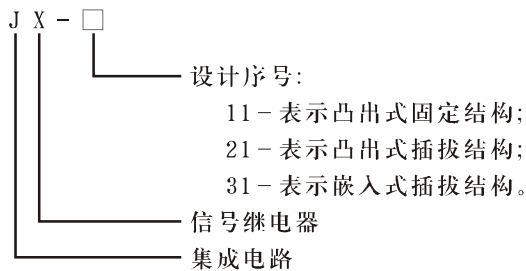 JX-□
设计序号:
11-表示凸出式固定结构;
21-表示凸出式插拔结构;
31-表示嵌入式插拔结构。
信号继电器
集成电路